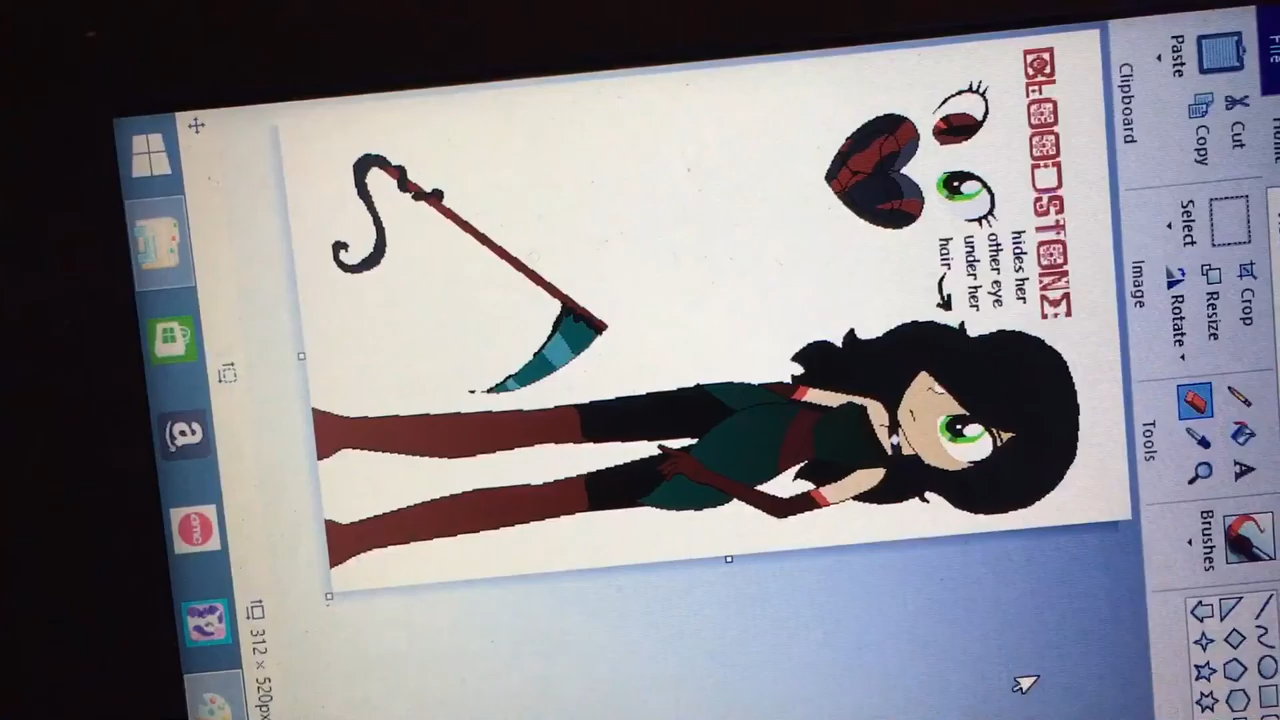 File
Home
Paste
Cut
Copy
Clipboard
Select
Crop
Resize
Rotate
Image
A
Tools
Brushes
BLOODSTONE
hides her
other eye
under her
hair
a
amc
312 × 520px